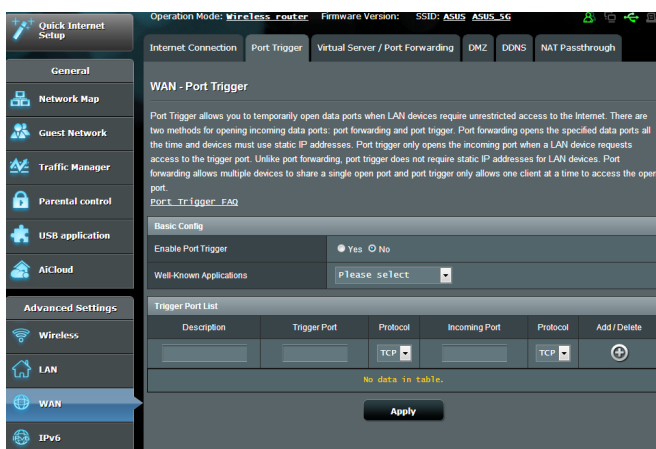 Quick Internet
Setup
Operation Mode: Wireless router Firmware Version: SSID: ASUS ASUS_5G
Internet Connection
Port Trigger
Virtual Server / Port Forwarding
DMZ
DDNS
NAT Passthrough
General
Network Map
Guest Network
Traffic Manager
Parental control
USB application
AiCloud
Advanced Settings
Wireless
LAN
WAN
IPv6
WAN - Port Trigger
Port Trigger allows you to temporarily open data ports when LAN devices require unrestricted access to the Internet. There are
two methods for opening incoming data ports: port forwarding and port trigger. Port forwarding opens the specified data ports all
the time and devices must use static IP addresses. Port trigger only opens the incoming port when a LAN device requests
access to the trigger port. Unlike port forwarding, port trigger does not require static IP addresses for LAN devices. Port
forwarding allows multiple devices to share a single open port and port trigger only allows one client at a time to access the open
port.
Port Trigger FAQ
Basic Config
Enable Port Trigger Yes No
Well-Known Applications Please select
Trigger Port List
Description Trigger Port Protocol Incoming Port Protocol Add / Delete
TCP TCP
No data in table.
Apply